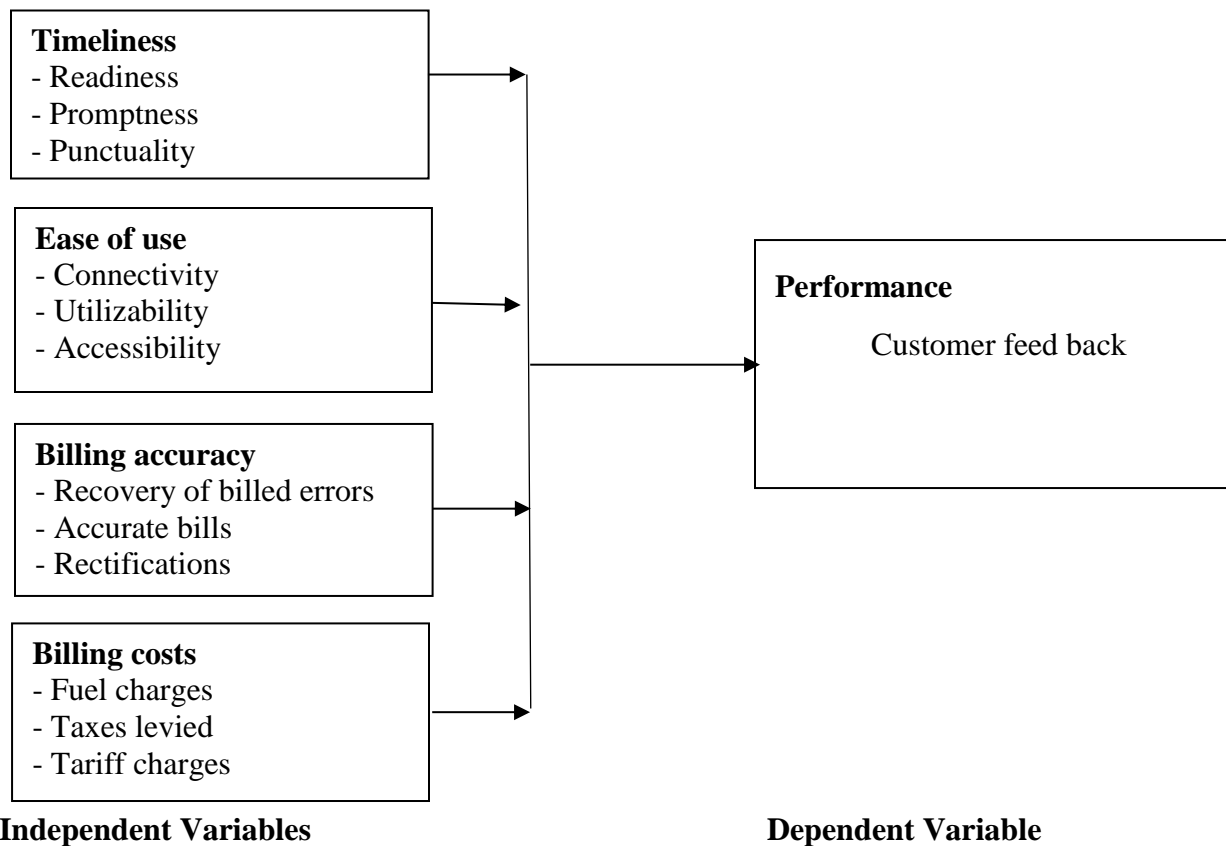 Timeliness
- Readiness
- Promptness
- Punctuality
Ease of use
- Connectivity
- Utilizability
- Accessibility
Billing accuracy
- Recovery of billed errors
- Accurate bills
- Rectifications
Billing costs
- Fuel charges
- Taxes levied
- Tariff charges
Independent Variables
Performance
Customer feed back
Dependent Variable